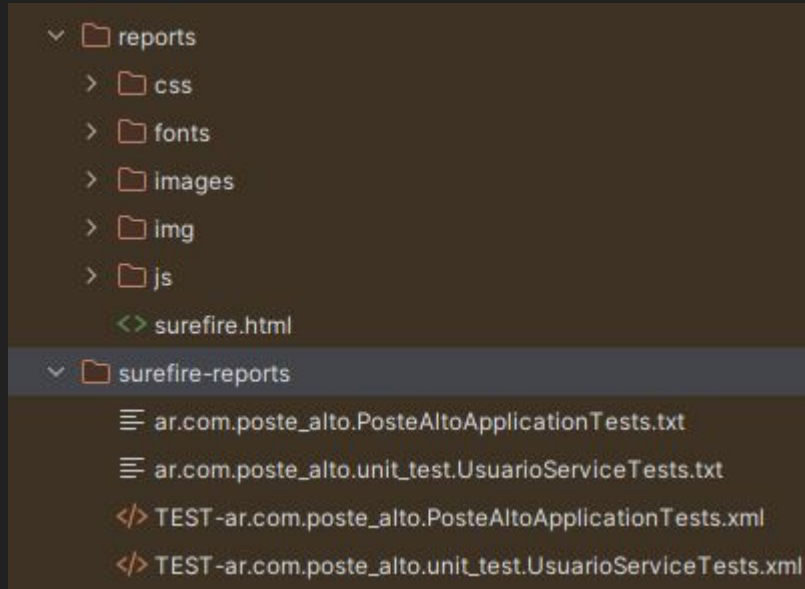 reports
css
fonts
images
img
js
surefire.html
surefire-reports
ar.com.poste_alto.PosteAltoApplicationTests.txt
ar.com.poste_alto.unit_test.UsuarioServiceTests.txt
TEST-ar.com.poste_alto.PosteAltoApplicationTests.xml
TEST-ar.com.poste_alto.unit_test.UsuarioServiceTests.xml